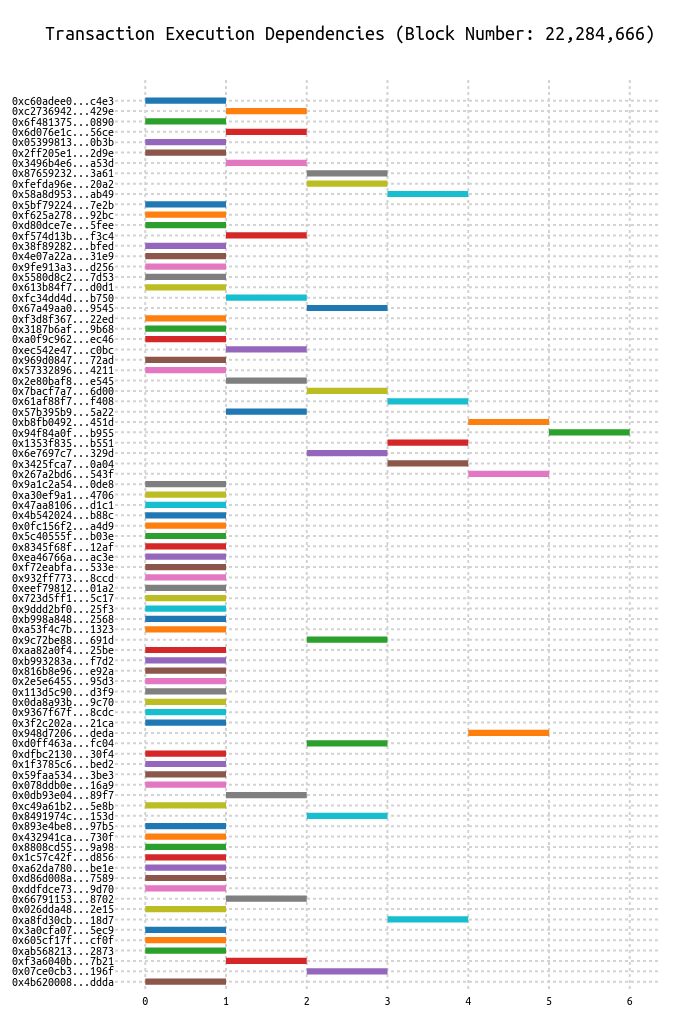 Transaction Execution Dependencies (Block Number: 22,284,666)
0xc60adee0...c4e3
0xc2736942...429e
0x6f481375...0890
0x6d076e1c...56ce
0x05399813...0b3b
0x2ff205e1...2d9e
0x3496b4e6...a53d
0x87659232...3a61
0xfefda96e...20a2
0x58a8d953...ab49
0x5bf79224...7e2b
0xf625a278...92bc
0xd80dce7e...5fee
0xf574d13b...f3c4
0x38f89282...bfed
0x4e07a22a...31e9
0x9fe913a3...d256
0x5580d8c2...7d53
0x613b84f7...d0d1
0xfc34dd4d...b750
0x67a49aa0...9545
0xf3d8f367...22ed
0x3187b6af...9b68
0xa0f9c962...ec46
0xec542e47...c0bc
0x969d0847...72ad
0x57332896...4211
0x2e80baf8...e545
0x7bacf7a7...6d00
0x61af88f7...f408
0x57b395b9...5a22
0xb8fb0492...451d
0x94f84a0f...b955
0x1353f835...b551
0x6e7697c7...329d
0x3425fca7...0a04
0x267a2bd6...543f
0x9a1c2a54...0de8
0xa30ef9a1...4706
0x47aa8106...d1c1
0x4b542024...b88c
0x0fc156f2...a4d9
0x5c40555f...b03e
0x8345f68f...12af
0xea46766a...ac3e
0xf72eabfa...533e
0x932ff773...8ccd
0xeef79812...01a2
0x723d5ff1...5c17
0x9ddd2bf0...25f3
0xb998a848...2568
0xa53f4c7b...1323
0x9c72be88...691d
0xaa82a0f4...25be
0xb993283a...f7d2
0x816b8e96...e92a
0x2e5e6455...95d3
0x113d5c90...d3f9
0x0da8a93b...9c70
0x9367f67f...8cdc
0x3f2c202a...21ca
0x948d7206...deda
0xd0ff463a...fc04
0xdfbc2130...30f4
0x1f3785c6...bed2
0x59faa534...3be3
0x078ddb0e...16a9
0x0db93e04...89f7
0xc49a61b2...5e8b
0x8491974c...153d
0x893e4be8...97b5
0x432941ca...730f
0x8808cd55...9a98
0x1c57c42f...d856
0xa62da780...be1e
0xd86d008a...7589
0xddfdce73...9d70
0x66791153...8702
0x026dda48...2e15
0xa8fd30cb...18d7
0x3a0cfa07...5ec9
0x605cf17f...cf0f
0xab568213...2873
0xf3a6040b...7b21
0x07ce0cb3...196f
0x4b620008...ddda
0 1 2 3 4 5 6